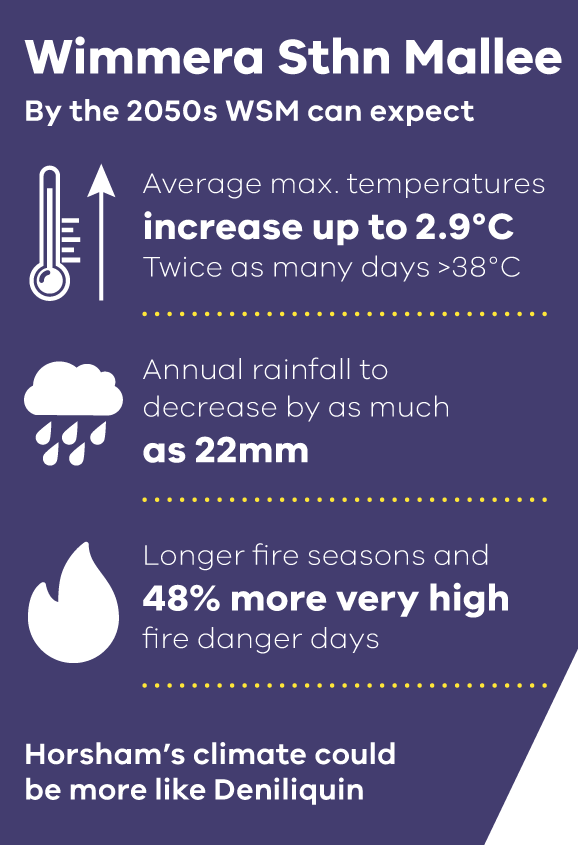 Wimmera Sthn Mallee
By the 2050s WSM can expect
Average max. temperatures
increase up to 2.9°C
Twice as many days >38°C
Annual rainfall to
decrease by as much
as 22mm
Longer fire seasons and
48% more very high
fire danger days
Horsham’s climate could
be more like Deniliquin